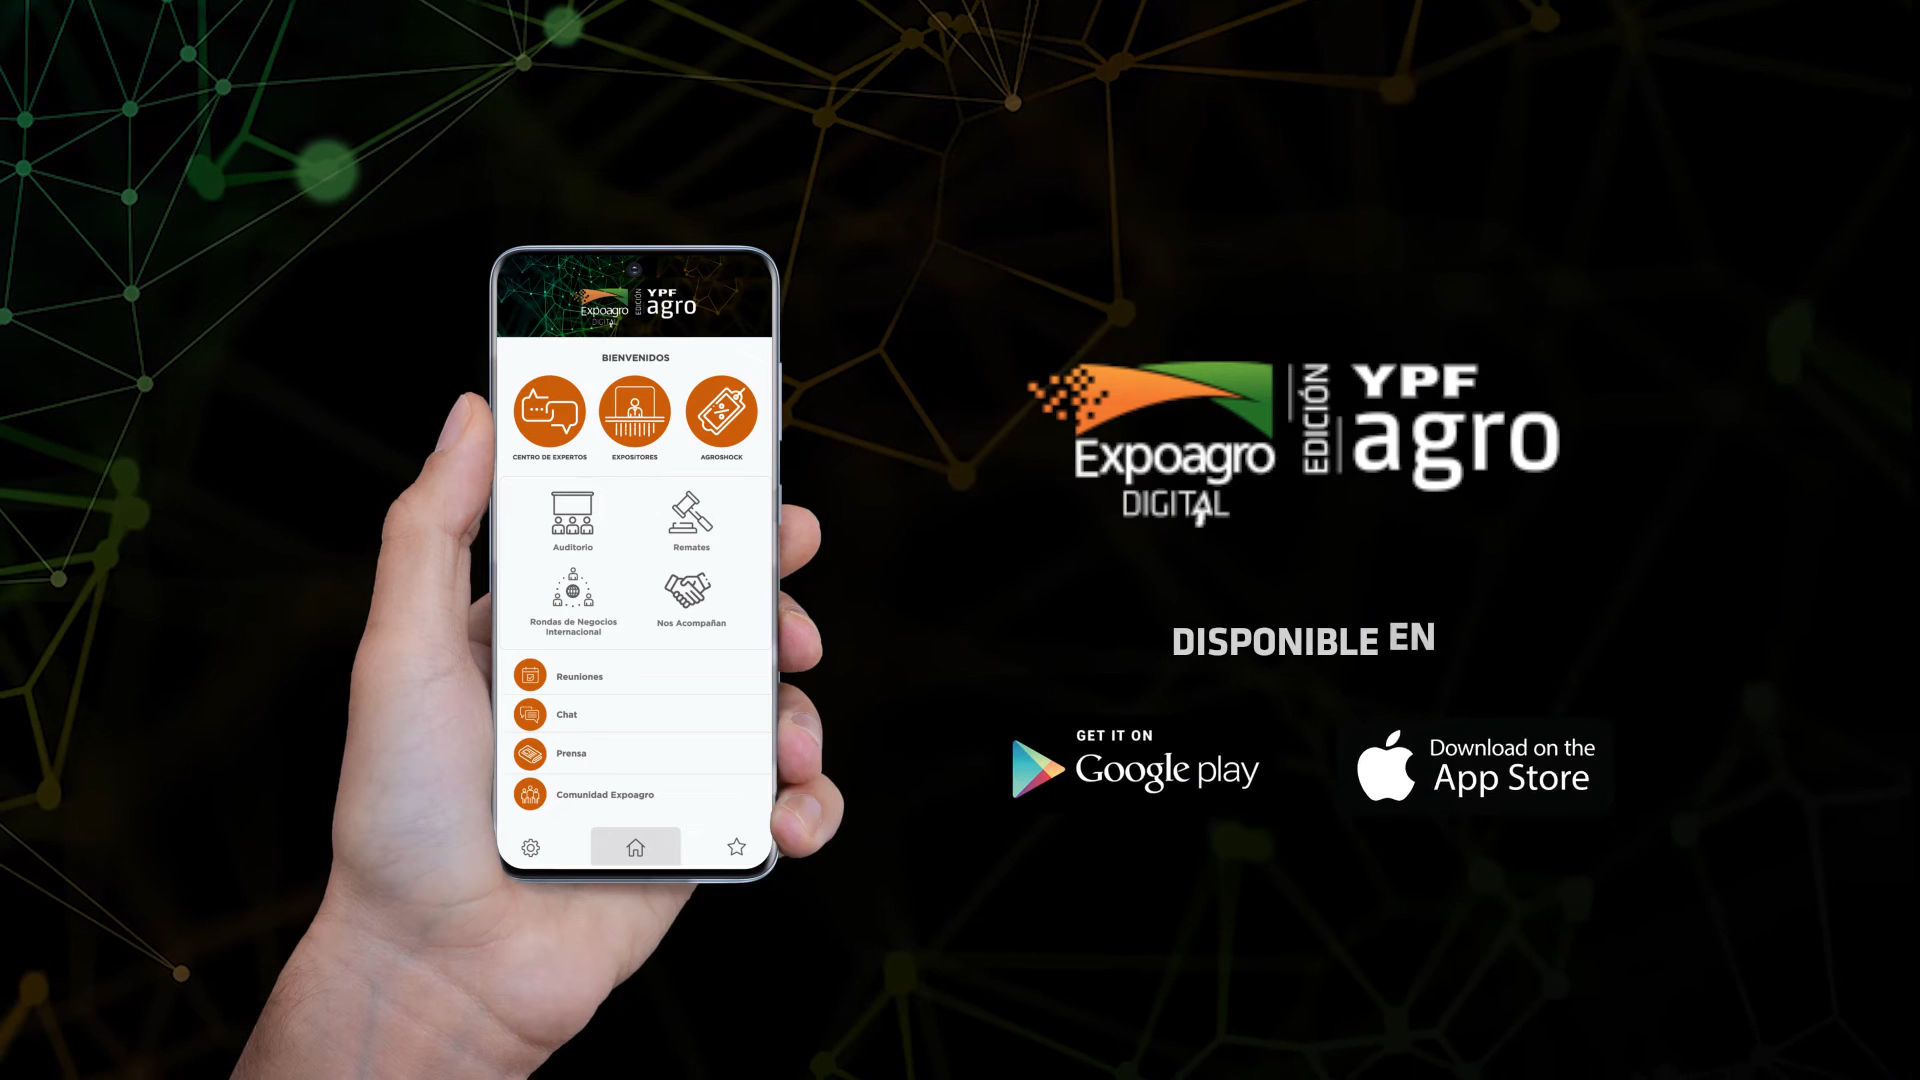 Expoagro
DIGITAL
EDICIÓN
YPF
agro
BIENVENIDOS
CENTRO DE EXPERTOS
EXPOSITORES
AGROSHOCK
Auditorio
Remates
Rondas de Negocios
Internacional
Nos Acompañan
Reuniones
Chat
Prensa
Comunidad Expoagro
Expoagro
DIGITAL
EDICIÓN
YPF
agro
DISPONIBLE EN
GET IT ON
Google play
Download on the
App Store